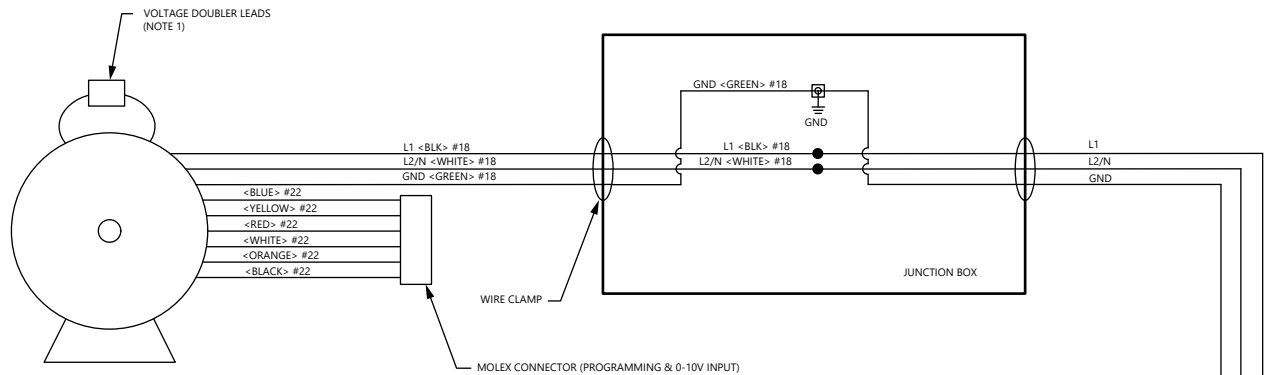 VOLTAGE DOUBLER LEADS
(NOTE 1)
GND <GREEN> #18
GND
L1 <BLK> #18
L1 <BLK> #18
L1
L2/N <WHITE> #18
L2/N <WHITE> #18
L2/N
GND <GREEN> #18
GND
<BLUE> #22
<YELLOW> #22
<RED> #22
<WHITE> #22
<ORANGE> #22
<BLACK> #22
JUNCTION BOX
WIRE CLAMP
MOLEX CONNECTOR (PROGRAMMING & 0-10V INPUT)